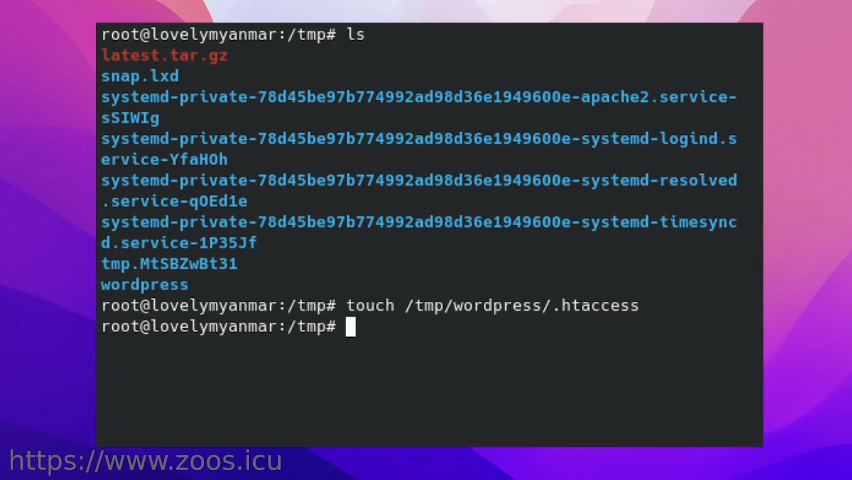 root@lovelymyanmar:/tmp# ls
latest.tar.gz
snap.lxd
systemd-private-78d45be97b774992ad98d36e1949600e-apache2.service-
sSIWIg
systemd-private-78d45be97b774992ad98d36e1949600e-systemd-logind.s
ervice-YfaHOh
systemd-private-78d45be97b774992ad98d36e1949600e-systemd-resolved
.service-qOEd1e
systemd-private-78d45be97b774992ad98d36e1949600e-systemd-timesync
d.service-1P35Jf
tmp.MtSBZwBt31
wordpress
root@lovelymyanmar:/tmp# touch /tmp/wordpress/.htaccess
root@lovelymyanmar:/tmp#
https://www.zoos.icu